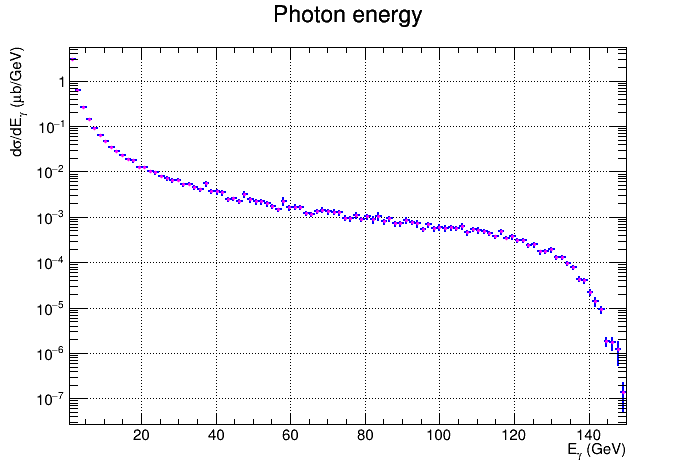 Photon energy
dσ/dE_γ (μb/GeV)
1
10⁻¹
10⁻²
10⁻³
10⁻⁴
10⁻⁵
10⁻⁶
10⁻⁷
20 40 60 80 100 120 140
E_γ (GeV)